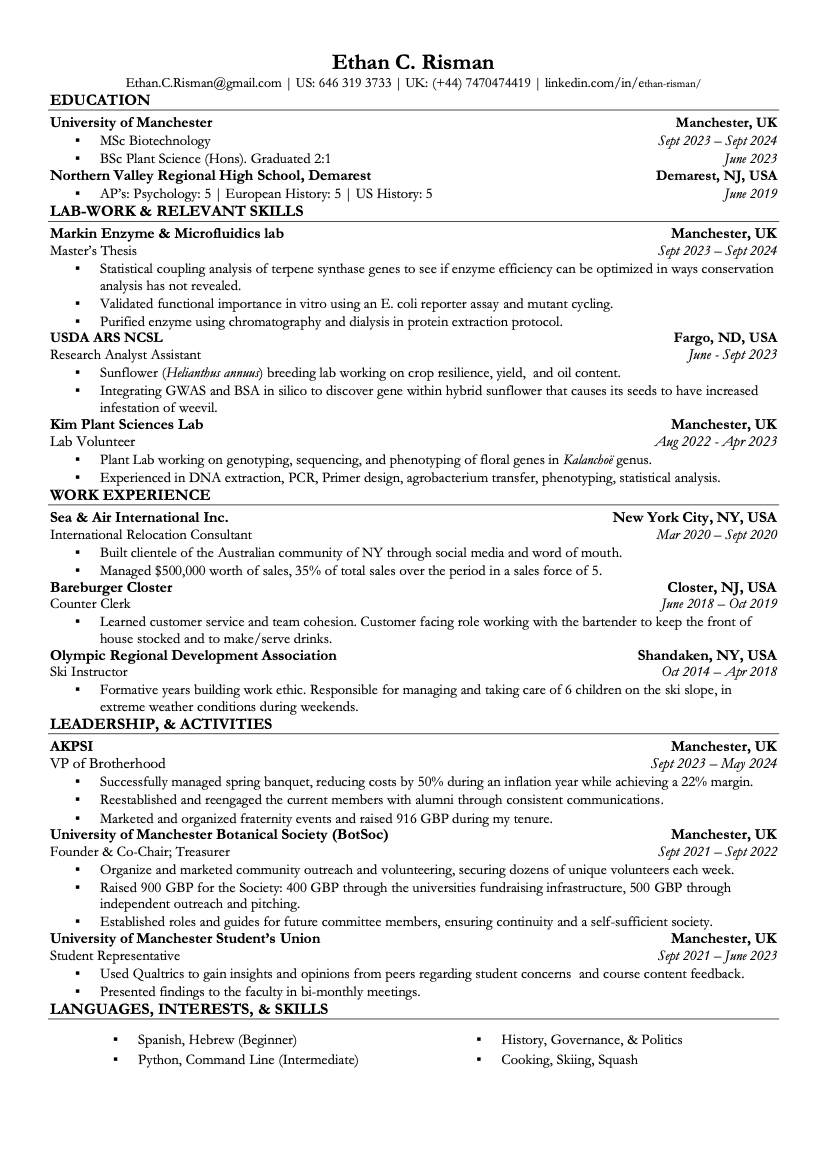 Ethan C. Risman
Ethan.C.Risman@gmail.com | US: 646 319 3733 | UK: (+44) 7470474419 | linkedin.com/in/ethan-risman/
EDUCATION
University of Manchester Manchester, UK
▪ MSc Biotechnology Sept 2023 – Sept 2024
▪ BSc Plant Science (Hons). Graduated 2:1 June 2023
Northern Valley Regional High School, Demarest Demarest, NJ, USA
▪ AP's: Psychology: 5 | European History: 5 | US History: 5 June 2019
LAB-WORK & RELEVANT SKILLS
Markin Enzyme & Microfluidics lab Manchester, UK
Master's Thesis Sept 2023 – Sept 2024
▪ Statistical coupling analysis of terpene synthase genes to see if enzyme efficiency can be optimized in ways conservation
analysis has not revealed.
▪ Validated functional importance in vitro using an E. coli reporter assay and mutant cycling.
▪ Purified enzyme using chromatography and dialysis in protein extraction protocol.
USDA ARS NCSL Fargo, ND, USA
Research Analyst Assistant June - Sept 2023
▪ Sunflower (Helianthus annuus) breeding lab working on crop resilience, yield,  and oil content.
▪ Integrating GWAS and BSA in silico to discover gene within hybrid sunflower that causes its seeds to have increased
infestation of weevil.
Kim Plant Sciences Lab Manchester, UK
Lab Volunteer Aug 2022 - Apr 2023
▪ Plant Lab working on genotyping, sequencing, and phenotyping of floral genes in Kalanchoë genus.
▪ Experienced in DNA extraction, PCR, Primer design, agrobacterium transfer, phenotyping, statistical analysis.
WORK EXPERIENCE
Sea & Air International Inc. New York City, NY, USA
International Relocation Consultant Mar 2020 – Sept 2020
▪ Built clientele of the Australian community of NY through social media and word of mouth.
▪ Managed $500,000 worth of sales, 35% of total sales over the period in a sales force of 5.
Bareburger Closter Closter, NJ, USA
Counter Clerk June 2018 – Oct 2019
▪ Learned customer service and team cohesion. Customer facing role working with the bartender to keep the front of
house stocked and to make/serve drinks.
Olympic Regional Development Association Shandaken, NY, USA
Ski Instructor Oct 2014 – Apr 2018
▪ Formative years building work ethic. Responsible for managing and taking care of 6 children on the ski slope, in
extreme weather conditions during weekends.
LEADERSHIP, & ACTIVITIES
AKPSI Manchester, UK
VP of Brotherhood Sept 2023 – May 2024
▪ Successfully managed spring banquet, reducing costs by 50% during an inflation year while achieving a 22% margin.
▪ Reestablished and reengaged the current members with alumni through consistent communications.
▪ Marketed and organized fraternity events and raised 916 GBP during my tenure.
University of Manchester Botanical Society (BotSoc) Manchester, UK
Founder & Co-Chair; Treasurer Sept 2021 – Sept 2022
▪ Organize and marketed community outreach and volunteering, securing dozens of unique volunteers each week.
▪ Raised 900 GBP for the Society: 400 GBP through the universities fundraising infrastructure, 500 GBP through
independent outreach and pitching.
▪ Established roles and guides for future committee members, ensuring continuity and a self-sufficient society.
University of Manchester Student's Union Manchester, UK
Student Representative Sept 2021 – June 2023
▪ Used Qualtrics to gain insights and opinions from peers regarding student concerns  and course content feedback.
▪ Presented findings to the faculty in bi-monthly meetings.
LANGUAGES, INTERESTS, & SKILLS
▪ Spanish, Hebrew (Beginner) ▪ History, Governance, & Politics
▪ Python, Command Line (Intermediate) ▪ Cooking, Skiing, Squash